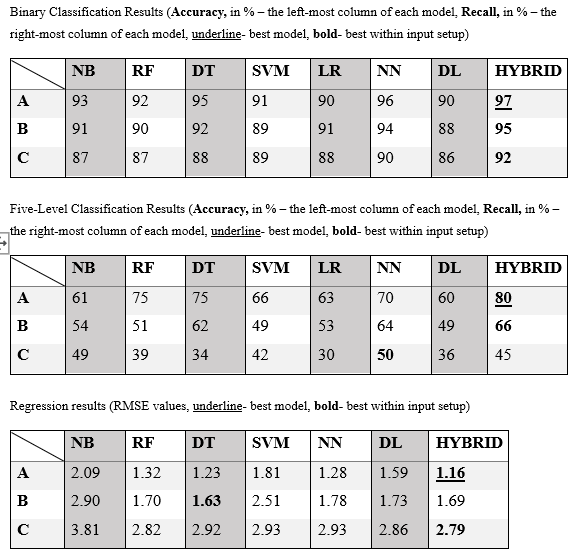 Binary Classification Results (Accuracy, in % – the left-most column of each model, Recall, in % – the
right-most column of each model, underline- best model, bold- best within input setup)
NB RF DT SVM LR NN DL HYBRID
A 93 92 95 91 90 96 90 97
B 91 90 92 89 91 94 88 95
C 87 87 88 89 88 90 86 92
Five-Level Classification Results (Accuracy, in % – the left-most column of each model, Recall, in % –
the right-most column of each model, underline- best model, bold- best within input setup)
NB RF DT SVM LR NN DL HYBRID
A 61 75 75 66 63 70 60 80
B 54 51 62 49 53 64 49 66
C 49 39 34 42 30 50 36 45
Regression results (RMSE values, underline- best model, bold- best within input setup)
NB RF DT SVM NN DL HYBRID
A 2.09 1.32 1.23 1.81 1.28 1.59 1.16
B 2.90 1.70 1.63 2.51 1.78 1.73 1.69
C 3.81 2.82 2.92 2.93 2.93 2.86 2.79